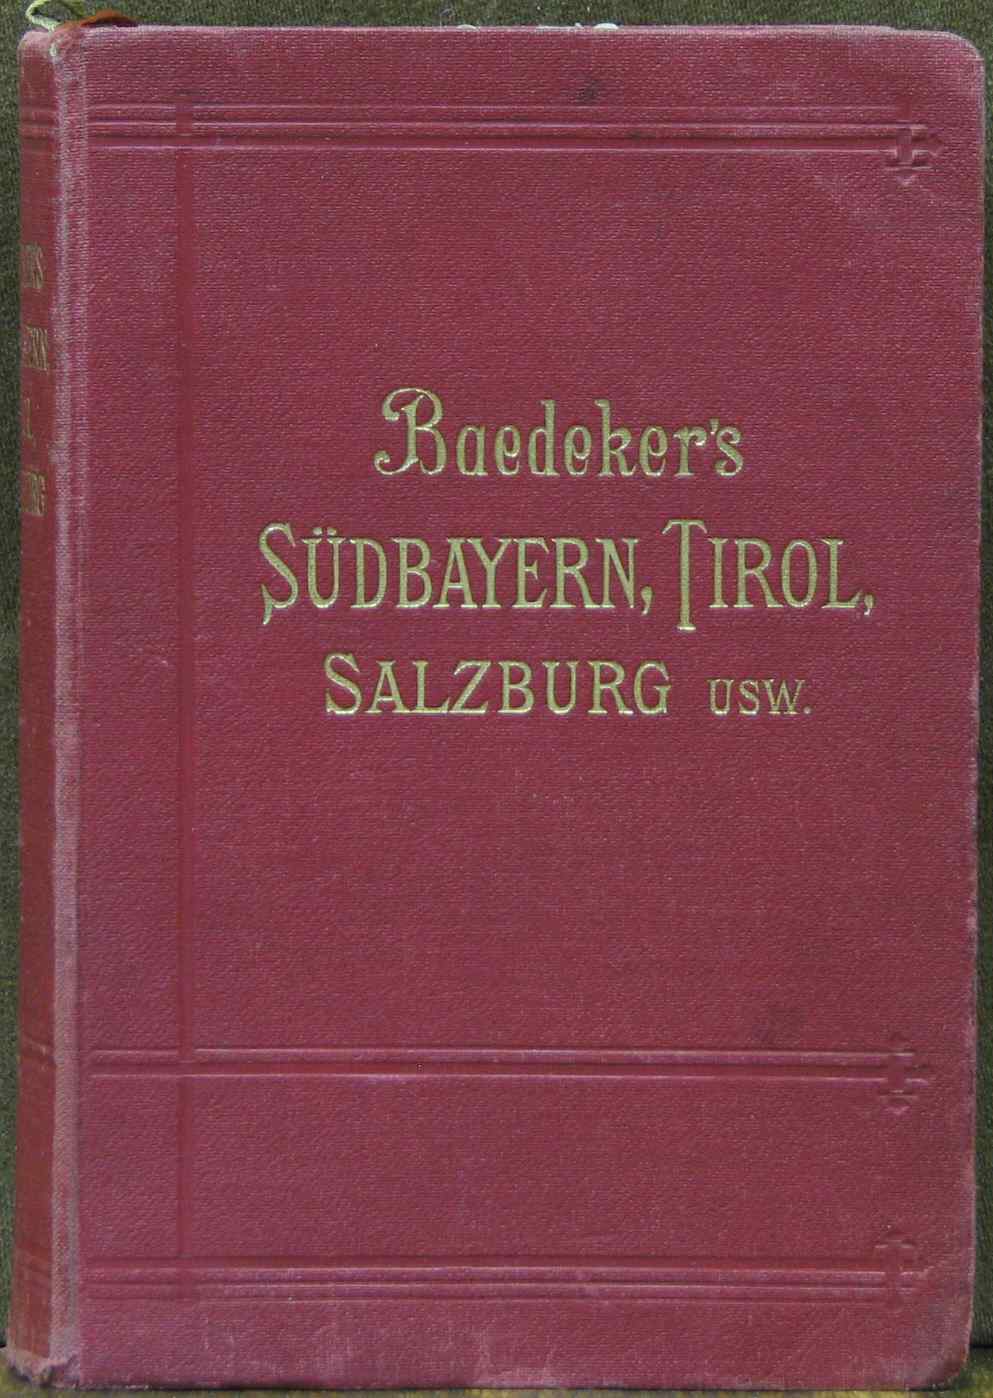 Baedeker's
SÜDBAYERN, TIROL,
SALZBURG USW.